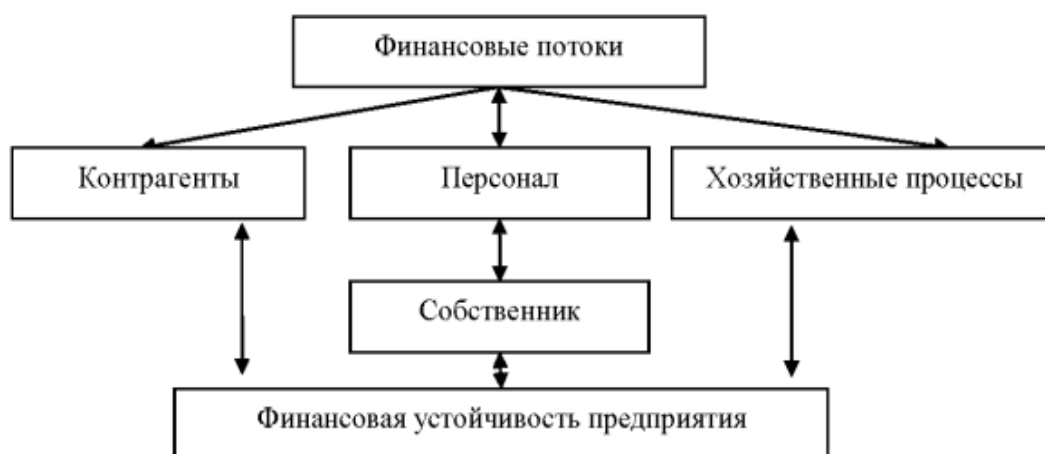 Финансовые потоки
Контрагенты
Персонал
Хозяйственные процессы
Собственник
Финансовая устойчивость предприятия